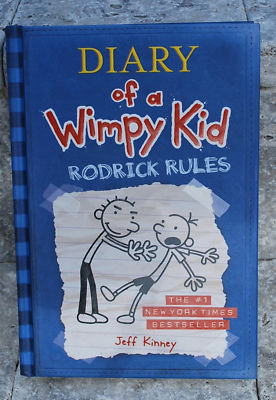 DIARY
of a
Wimpy Kid
RODRICK RULES
THE #1
NEW YORK TIMES
BESTSELLER
Jeff Kinney